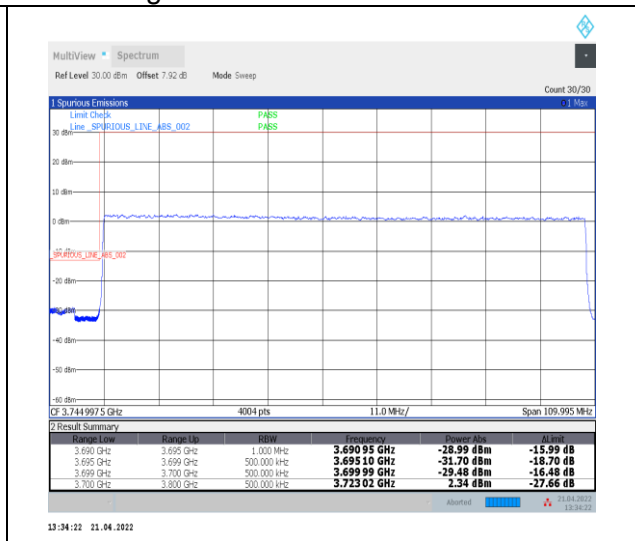 MultiView Spectrum
Ref Level 30.00 dBm Offset 7.92 dB Mode Sweep
Count 30/30
1 Spurious Emissions 1 Max
Limit Check PASS
Line _SPURIOUS_LINE_ABS_002 PASS
30 dBm
20 dBm
10 dBm
0 dBm
-10 dBm
_SPURIOUS_LINE_ABS_002
-20 dBm
-30 dBm
-40 dBm
-50 dBm
-60 dBm
CF 3.744 997 5 GHz 4004 pts 11.0 MHz/ Span 109.995 MHz
2 Result Summary
Range Low Range Up RBW Frequency Power Abs ΔLimit
3.690 GHz 3.695 GHz 1.000 MHz 3.690 95 GHz -28.99 dBm -15.99 dB
3.695 GHz 3.699 GHz 500.000 kHz 3.695 10 GHz -31.70 dBm -18.70 dB
3.699 GHz 3.700 GHz 500.000 kHz 3.699 99 GHz -29.48 dBm -16.48 dB
3.700 GHz 3.800 GHz 500.000 kHz 3.723 02 GHz 2.34 dBm -27.66 dB
Aborted 21.04.2022
13:34:22
13:34:22 21.04.2022